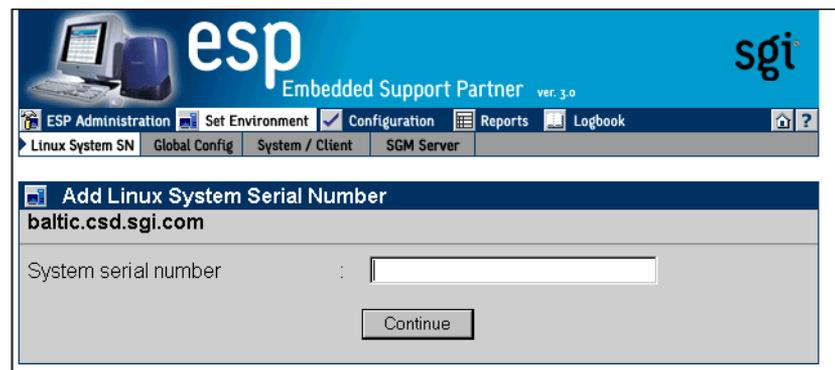 esp
Embedded Support Partner ver. 3.0
sgi
ESP Administration Set Environment Configuration Reports Logbook ?
Linux System SN Global Config System / Client SGM Server
Add Linux System Serial Number
baltic.csd.sgi.com
System serial number :
Continue